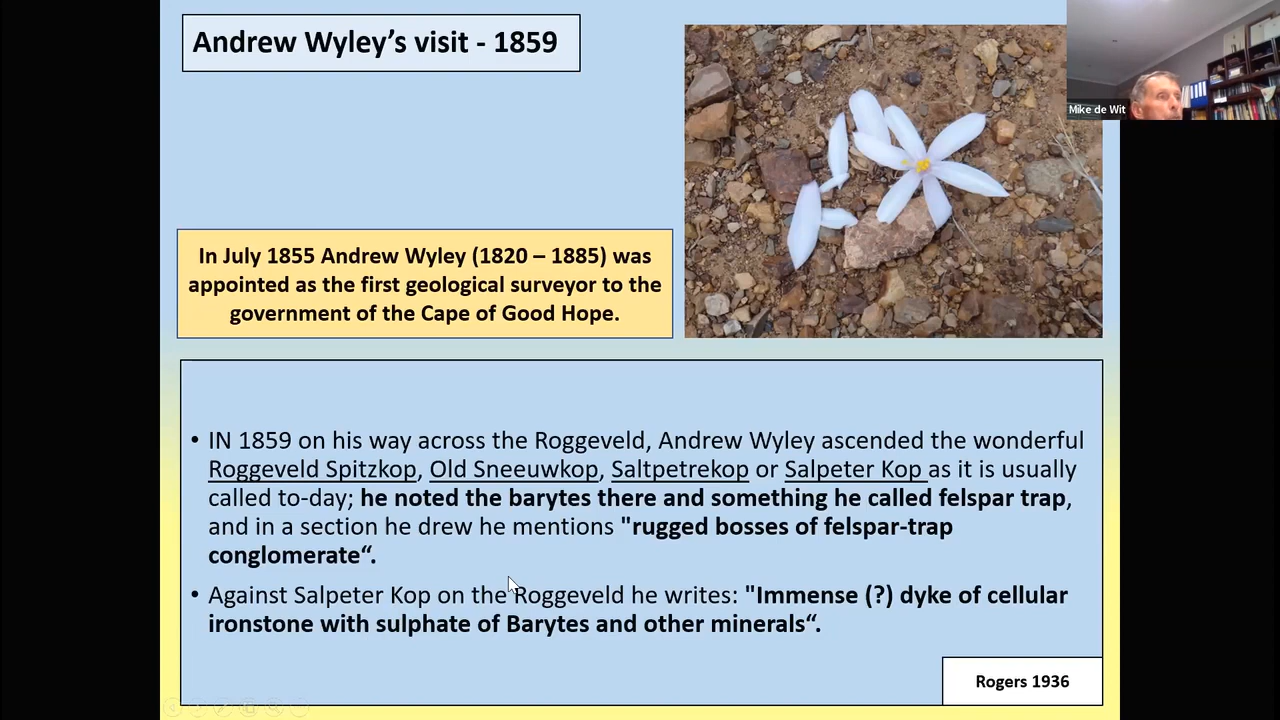 Andrew Wyley’s visit - 1859
Mike de Wit
In July 1855 Andrew Wyley (1820 – 1885) was
appointed as the first geological surveyor to the
government of the Cape of Good Hope.
• IN 1859 on his way across the Roggeveld, Andrew Wyley ascended the wonderful
Roggeveld Spitzkop, Old Sneeuwkop, Saltpetrekop or Salpeter Kop as it is usually
called to-day; he noted the barytes there and something he called felspar trap,
and in a section he drew he mentions "rugged bosses of felspar-trap
conglomerate“.
• Against Salpeter Kop on the Roggeveld he writes: "Immense (?) dyke of cellular
ironstone with sulphate of Barytes and other minerals“.
Rogers 1936